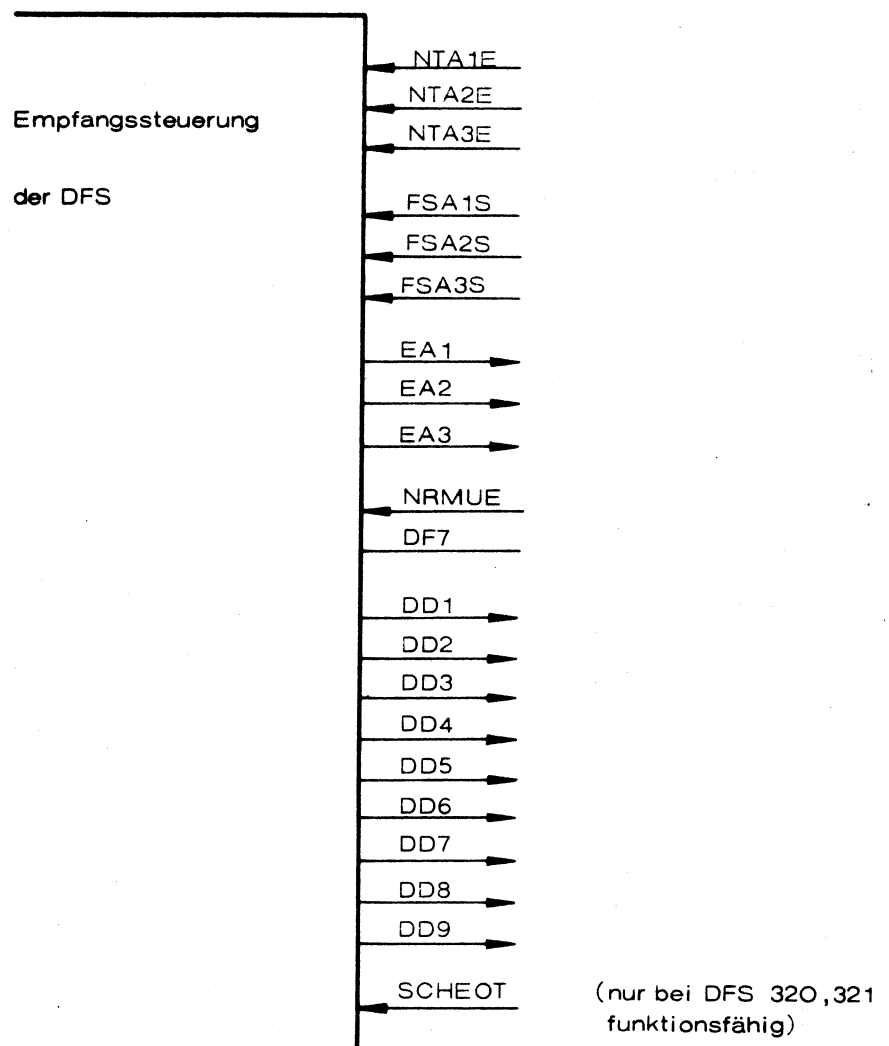 NTA1E
NTA2E
Empfangssteuerung
NTA3E
der DFS
FSA1S
FSA2S
FSA3S
EA1
EA2
EA3
NRMUE
DF7
DD1
DD2
DD3
DD4
DD5
DD6
DD7
DD8
DD9
SCHEOT (nur bei DFS 320,321
funktionsfähig)